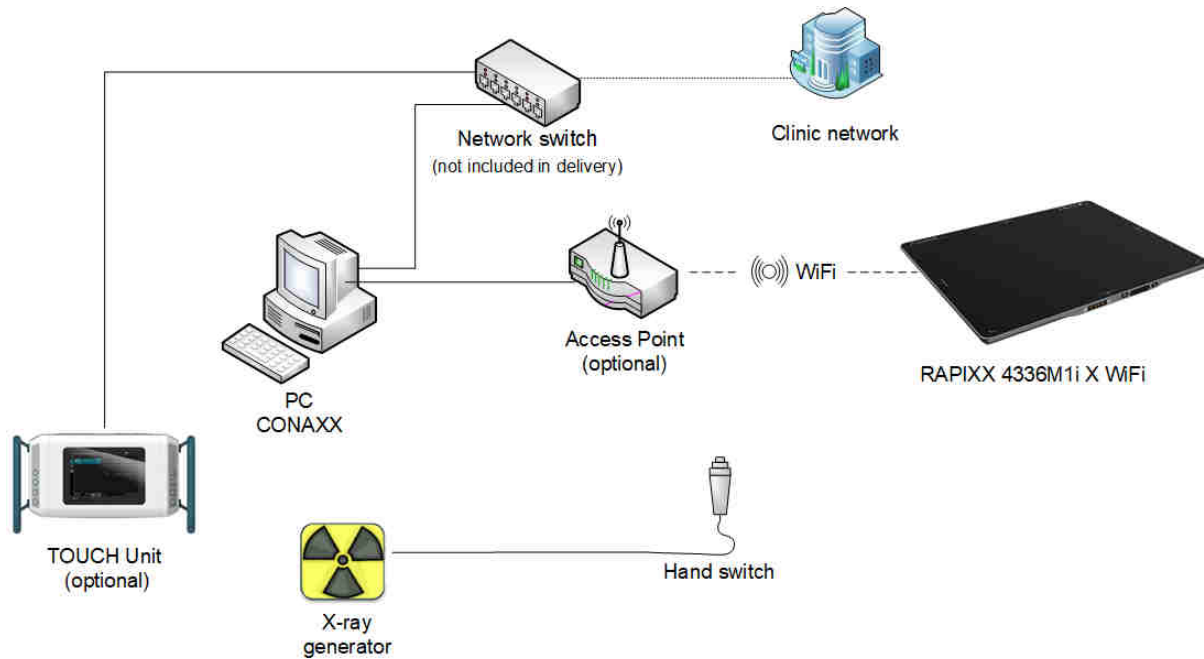 Network switch
(not included in delivery)
Clinic network
WiFi
Access Point
(optional)
RAPIXX 4336M1i X WiFi
PC
CONAXX
TOUCH Unit
(optional)
Hand switch
X-ray
generator